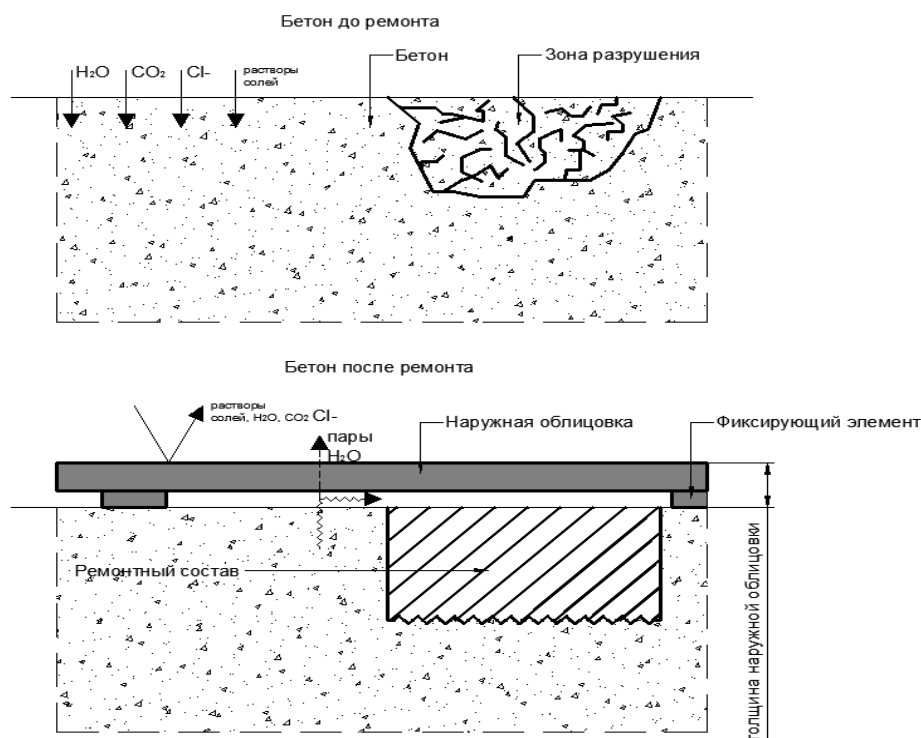 Бетон до ремонта
Бетон
Зона разрушения
H₂O
CO₂
Cl-
растворы
солей
Бетон после ремонта
растворы
солей, H₂O, CO₂ Cl-
пары
H₂O
Наружная облицовка
Фиксирующий элемент
Ремонтный состав
толщина наружной облицовки